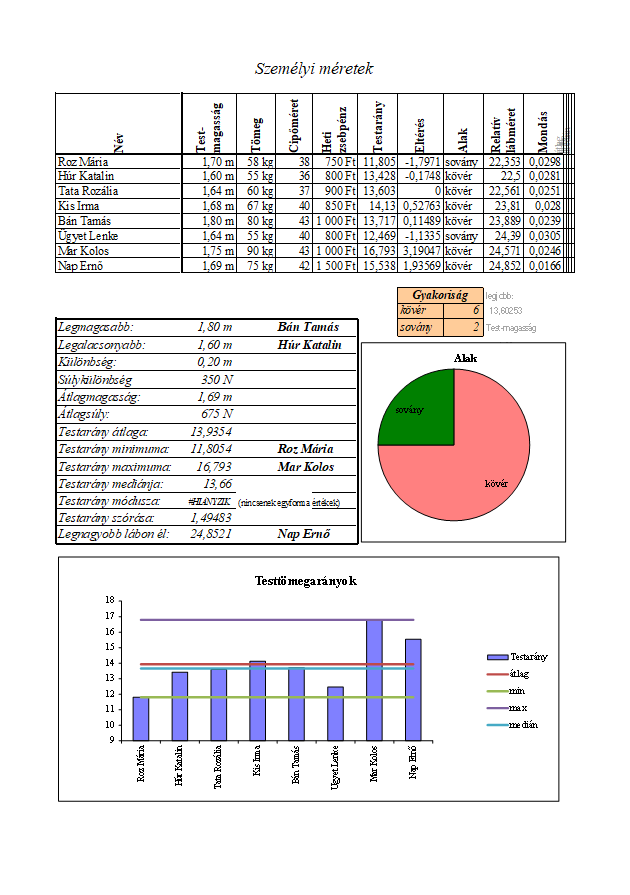 Személyi méretek
Név Test-magasság Tömeg Cipőméret Heti zsebpénz Testarány Eltérés Alak Relatív lábméret Mondás
Roz Mária 1,70 m 58 kg 38 750 Ft 11,805 -1,7971 sovány 22,353 0,0298
Húr Katalin 1,60 m 55 kg 36 800 Ft 13,428 -0,1748 kövér 22,5 0,0281
Tata Rozália 1,64 m 60 kg 37 900 Ft 13,603 0 kövér 22,561 0,0251
Kis Irma 1,68 m 67 kg 40 850 Ft 14,13 0,52763 kövér 23,81 0,028
Bán Tamás 1,80 m 80 kg 43 1 000 Ft 13,717 0,11489 kövér 23,889 0,0239
Ügyet Lenke 1,64 m 55 kg 40 800 Ft 12,469 -1,1335 sovány 24,39 0,0305
Mar Kolos 1,75 m 90 kg 43 1 000 Ft 16,793 3,19047 kövér 24,571 0,0246
Nap Ernő 1,69 m 75 kg 42 1 500 Ft 15,538 1,93569 kövér 24,852 0,0166
Gyakoriság legjobb:
kövér 6 13,60253
sovány 2 Test-magasság
Legmagasabb: 1,80 m Bán Tamás
Legalacsonyabb: 1,60 m Húr Katalin
Különbség: 0,20 m
Súlykülönbség 350 N
Átlagmagasság: 1,69 m
Átlagsúly: 675 N
Testarány átlaga: 13,9354
Testarány minimuma: 11,8054 Roz Mária
Testarány maximuma: 16,793 Mar Kolos
Testarány mediánja: 13,66
Testarány módusza: #HIÁNYZIK (nincsenek egyforma értékek)
Testarány szórása: 1,49483
Legnagyobb lábon él: 24,8521 Nap Ernő
Alak
sovány
kövér
Testtömegarányok
18
17
16
15
14
13
12
11
10
9
Roz Mária
Húr Katalin
Tata Rozália
Kis Irma
Bán Tamás
Ügyet Lenke
Mar Kolos
Nap Ernő
Testarány
átlag
min
max
medián